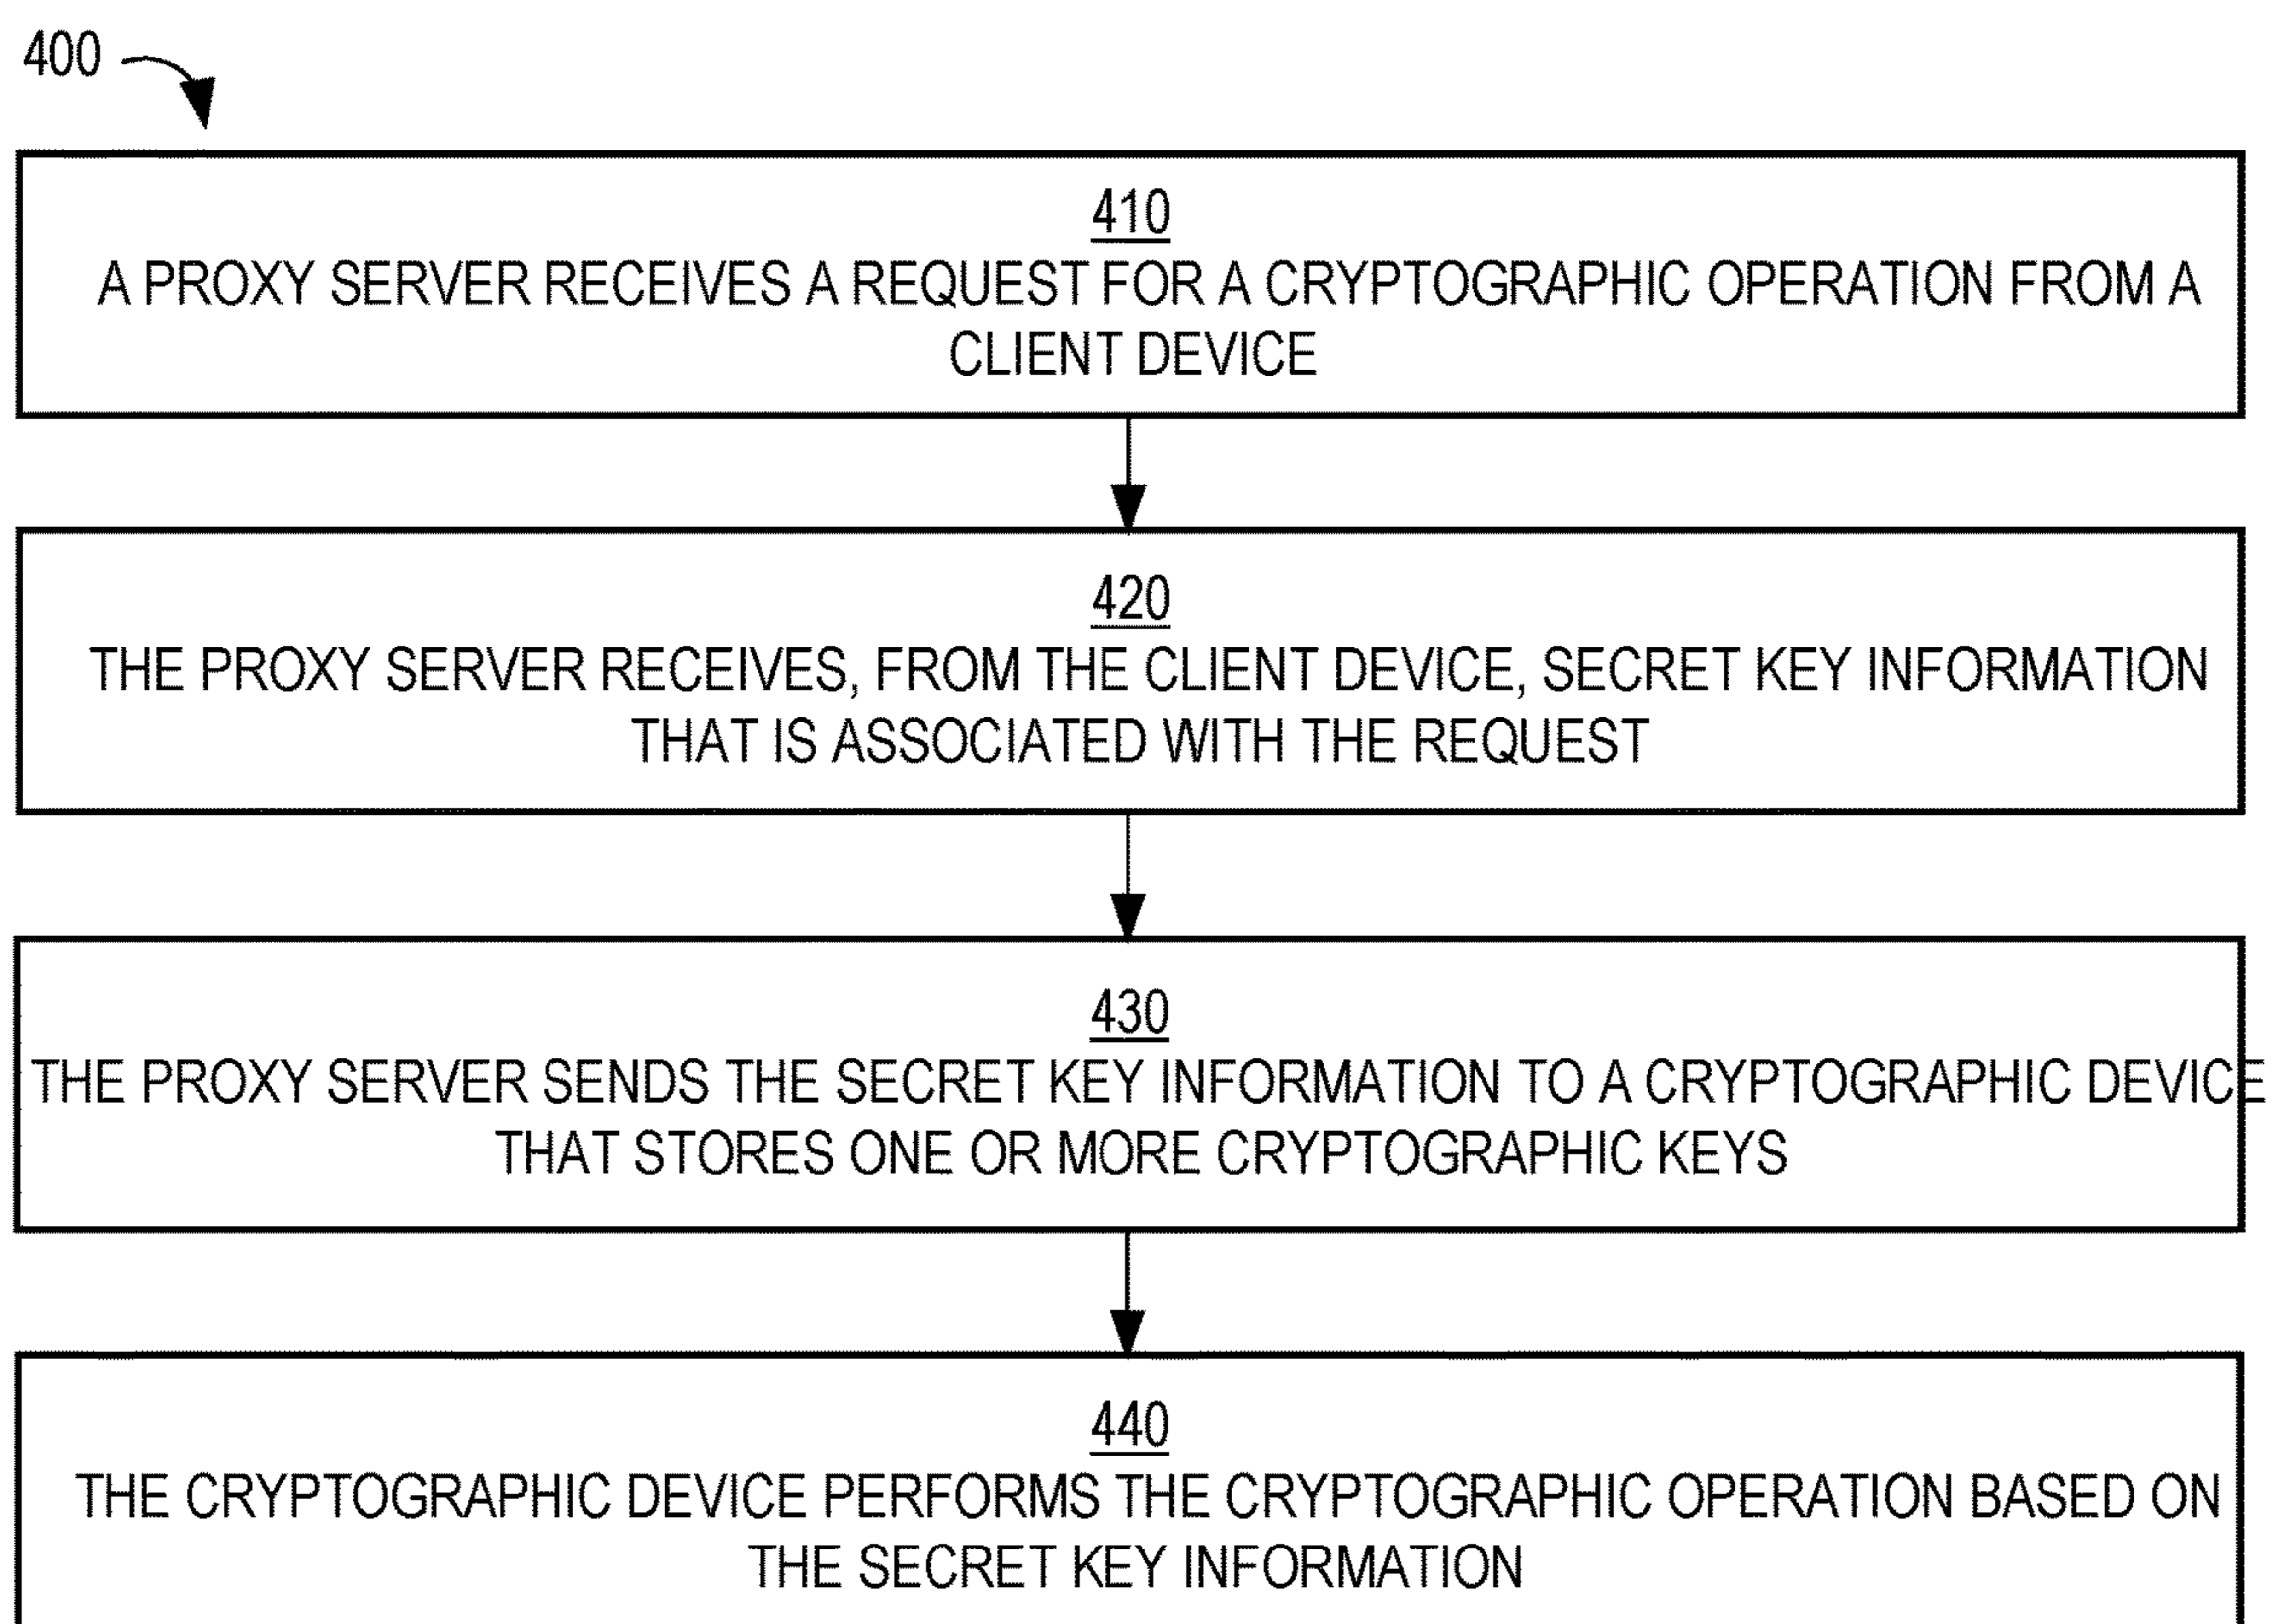 400
410
A PROXY SERVER RECEIVES A REQUEST FOR A CRYPTOGRAPHIC OPERATION FROM A
CLIENT DEVICE
420
THE PROXY SERVER RECEIVES, FROM THE CLIENT DEVICE, SECRET KEY INFORMATION
THAT IS ASSOCIATED WITH THE REQUEST
430
THE PROXY SERVER SENDS THE SECRET KEY INFORMATION TO A CRYPTOGRAPHIC DEVICE
THAT STORES ONE OR MORE CRYPTOGRAPHIC KEYS
440
THE CRYPTOGRAPHIC DEVICE PERFORMS THE CRYPTOGRAPHIC OPERATION BASED ON
THE SECRET KEY INFORMATION